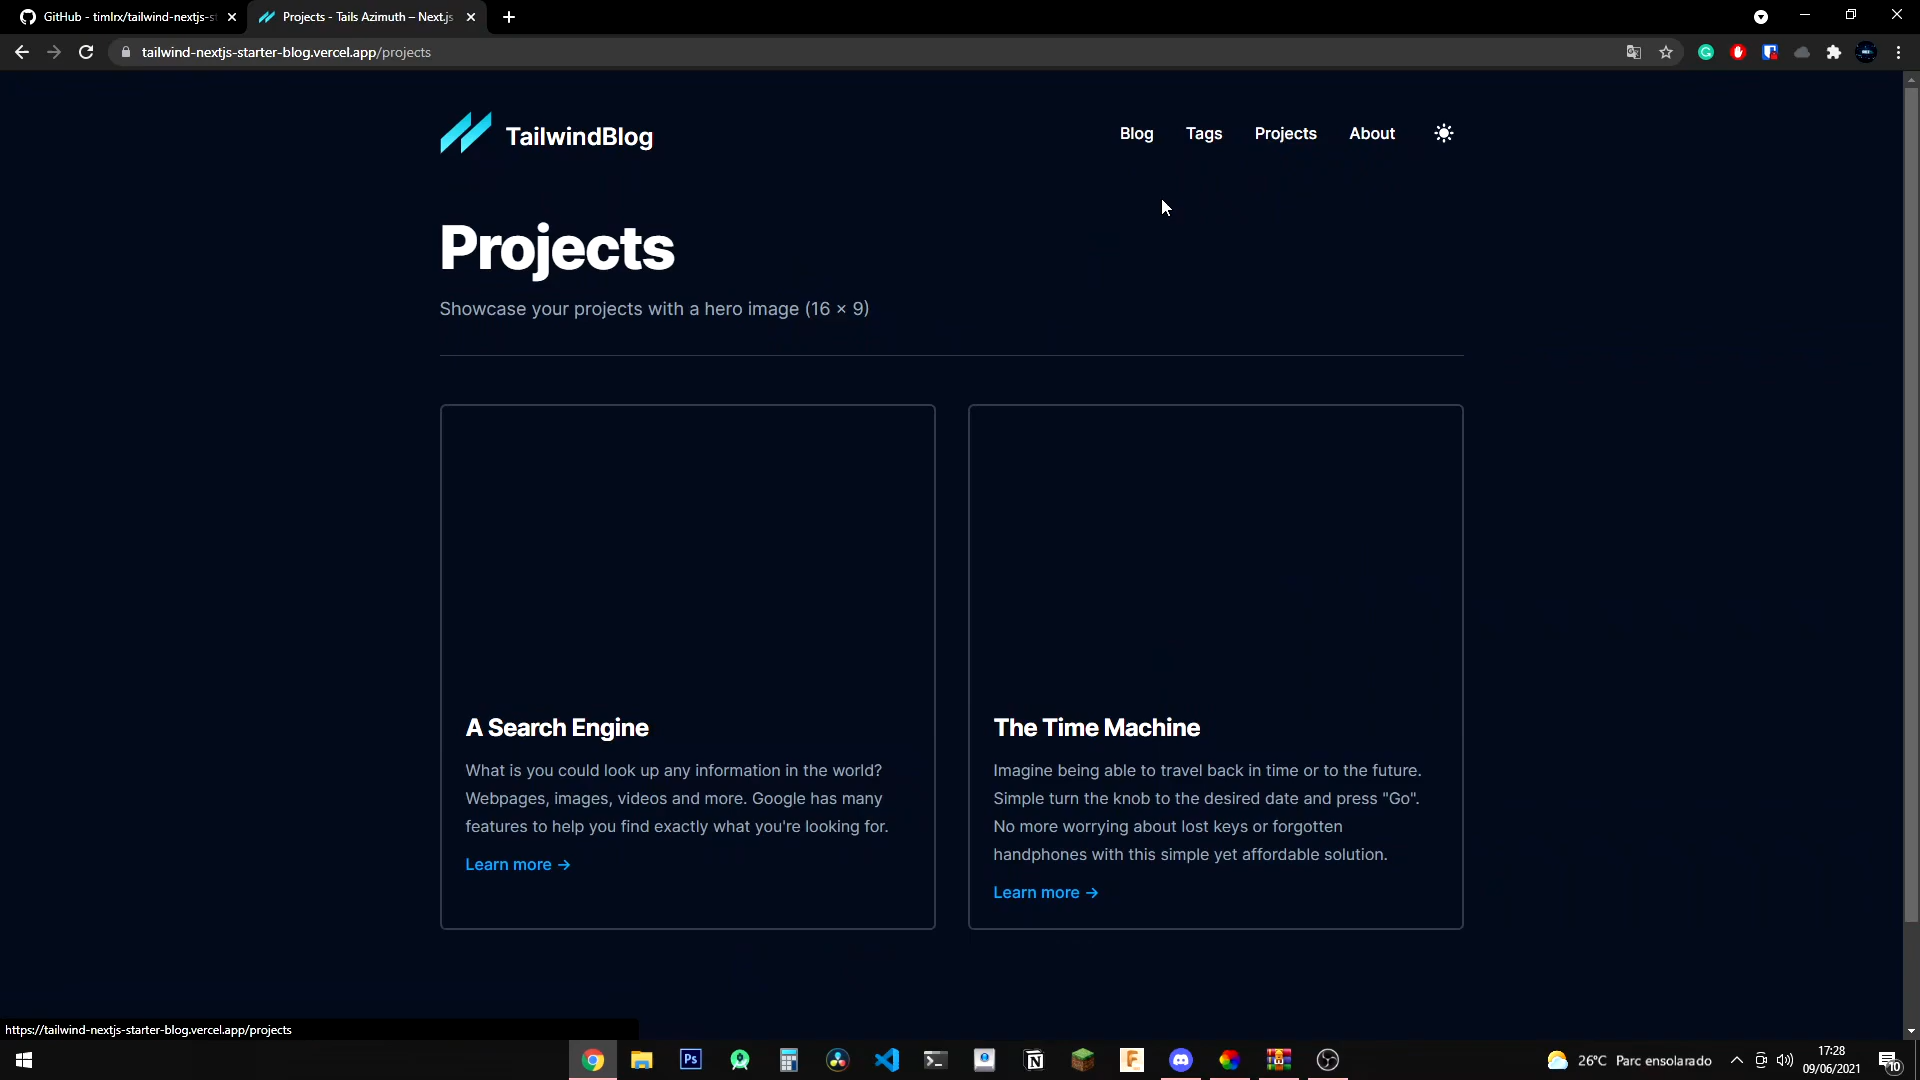 GitHub - timlrx/tailwind-nextjs-st
Projects - Tails Azimuth – Next.js
tailwind-nextjs-starter-blog.vercel.app/projects
TailwindBlog
Blog
Tags
Projects
About
Projects
Showcase your projects with a hero image (16 × 9)
A Search Engine
What is you could look up any information in the world?
Webpages, images, videos and more. Google has many
features to help you find exactly what you're looking for.
Learn more →
The Time Machine
Imagine being able to travel back in time or to the future.
Simple turn the knob to the desired date and press "Go".
No more worrying about lost keys or forgotten
handphones with this simple yet affordable solution.
Learn more →
https://tailwind-nextjs-starter-blog.vercel.app/projects
Ps
26°C Parc ensolarado
17:28
09/06/2021
10